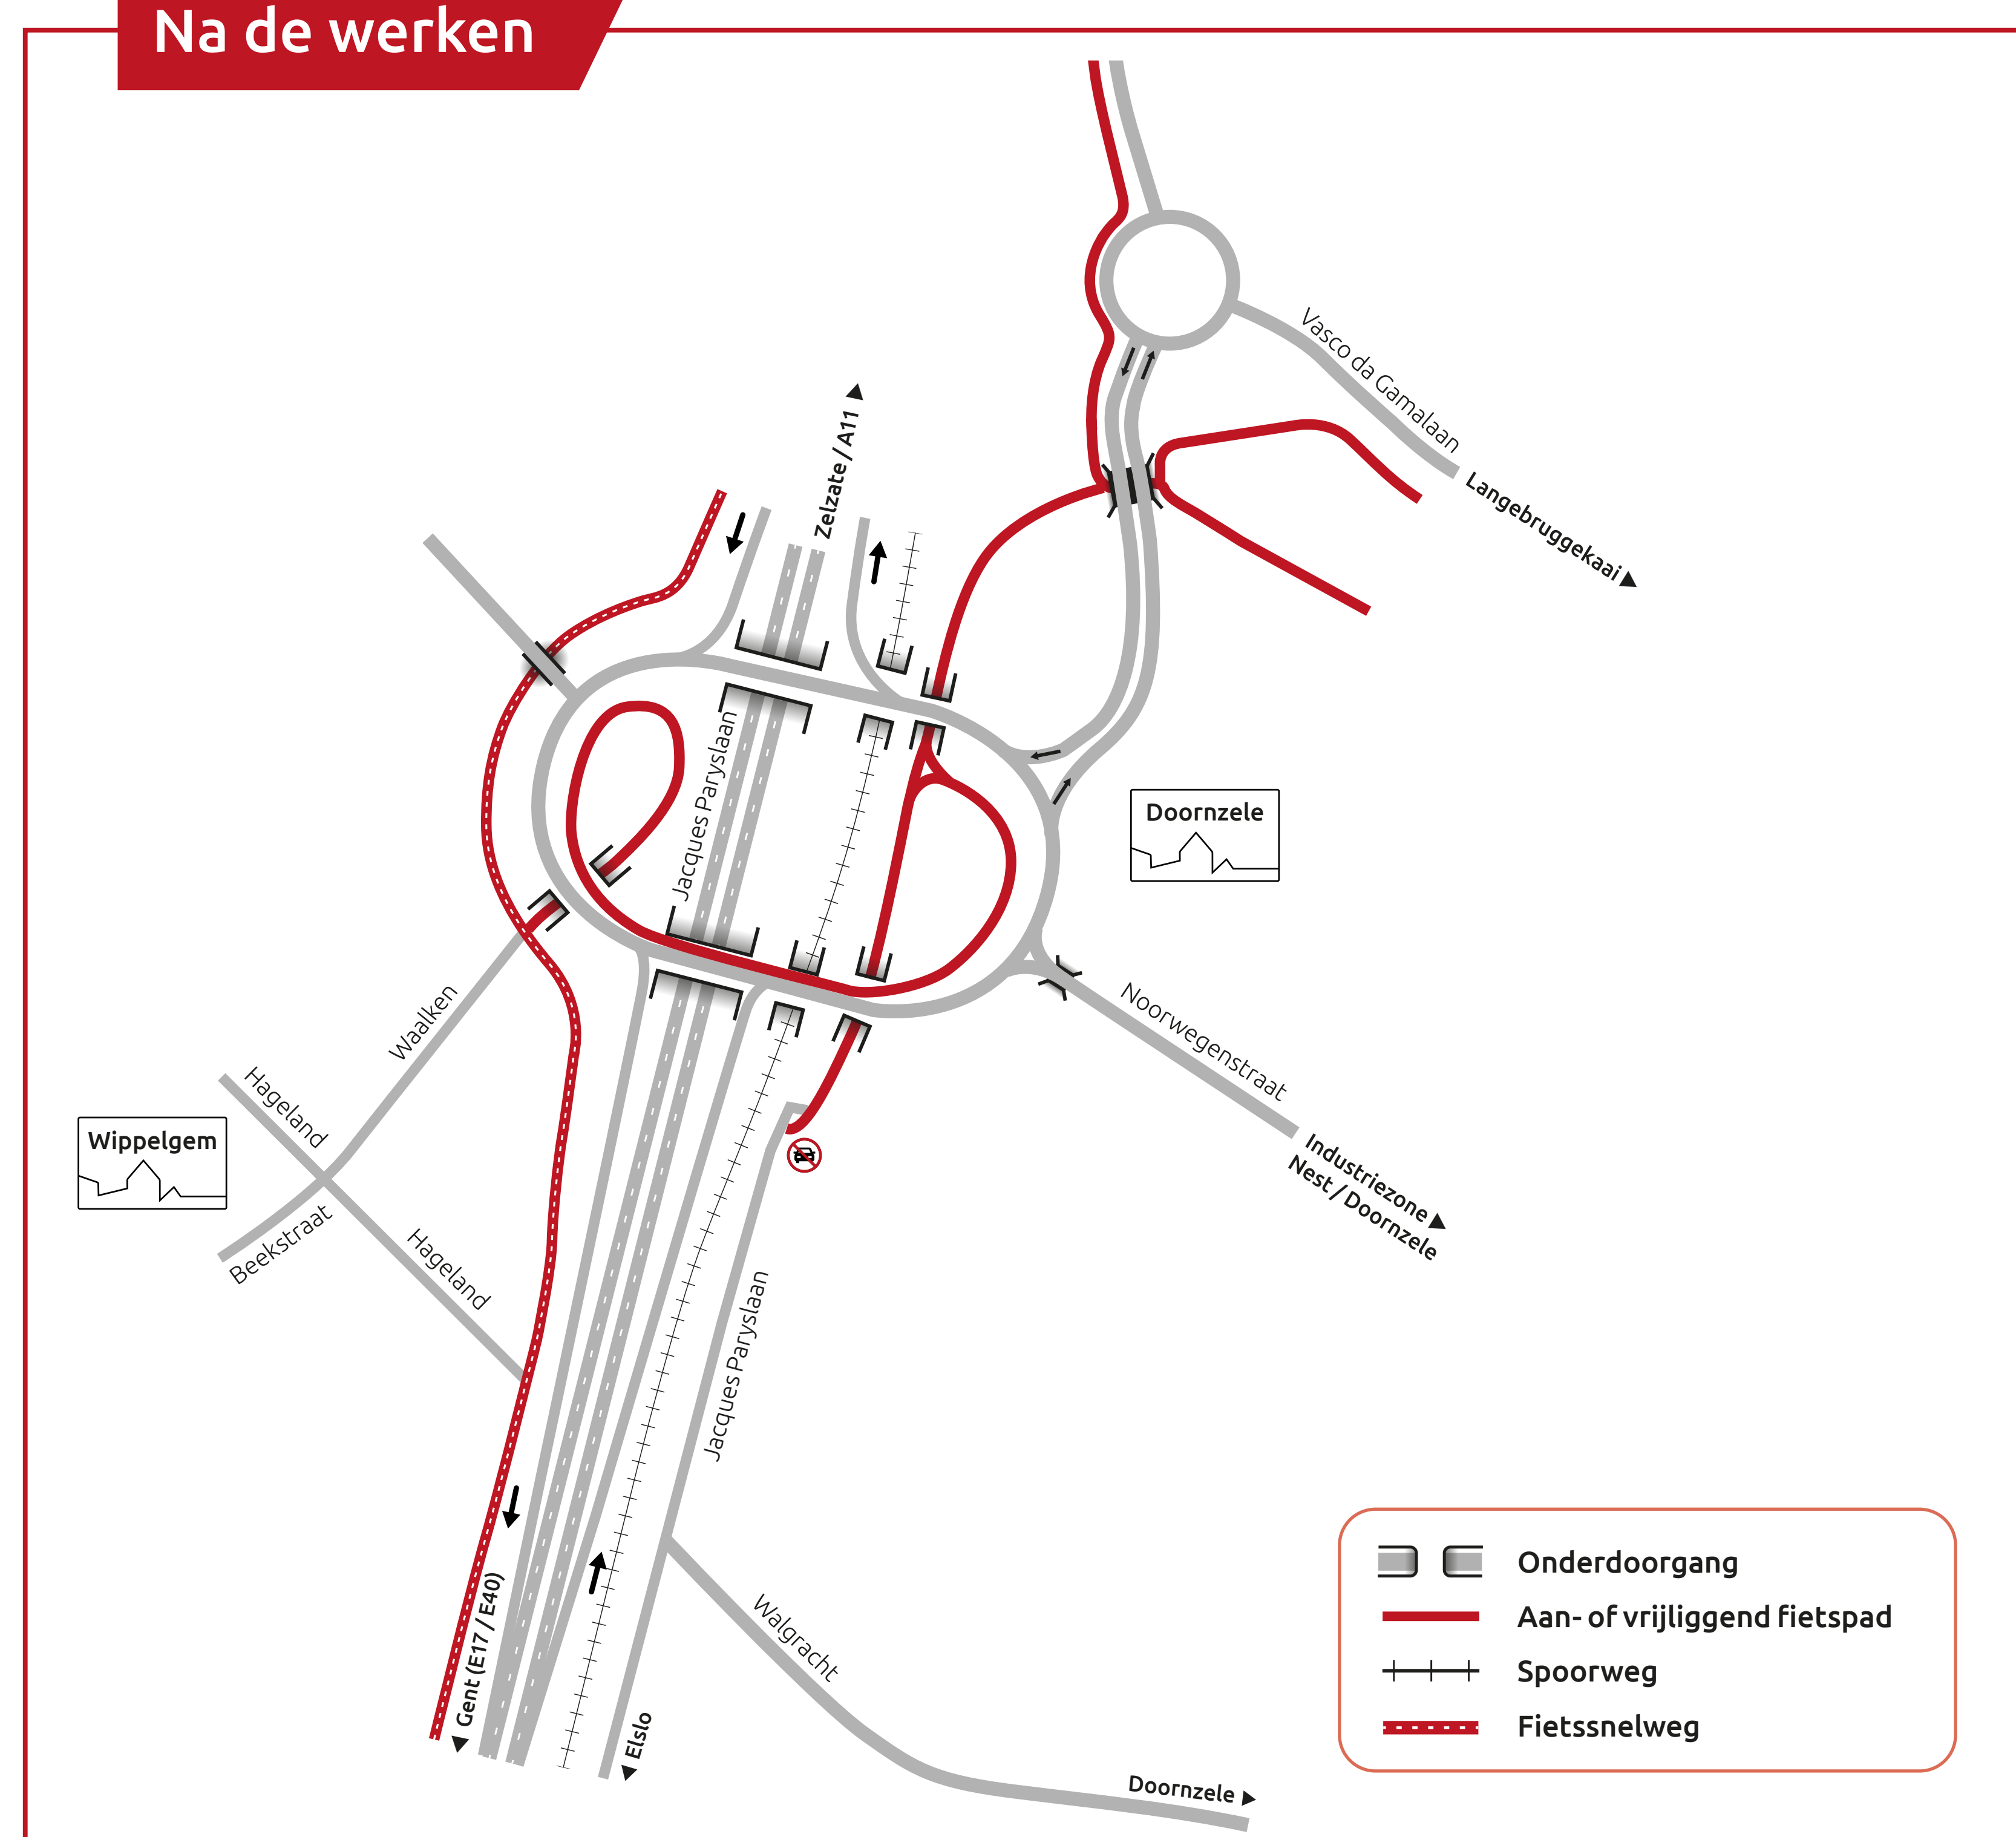 Na de werken
Vasco da Gamalaan
Langebruggekaai
Zelzate / A11
Jacques Paryslaan
Doornzele
Noorwegenstraat
Industriezone
Nest / Doornzele
Waalken
Hageland
Wippelgem
Beekstraat
Hageland
Jacques Paryslaan
Gent (E17 / E40)
Elslo
Walgracht
Doornzele
Onderdoorgang
Aan- of vrijliggend fietspad
Spoorweg
Fietssnelweg